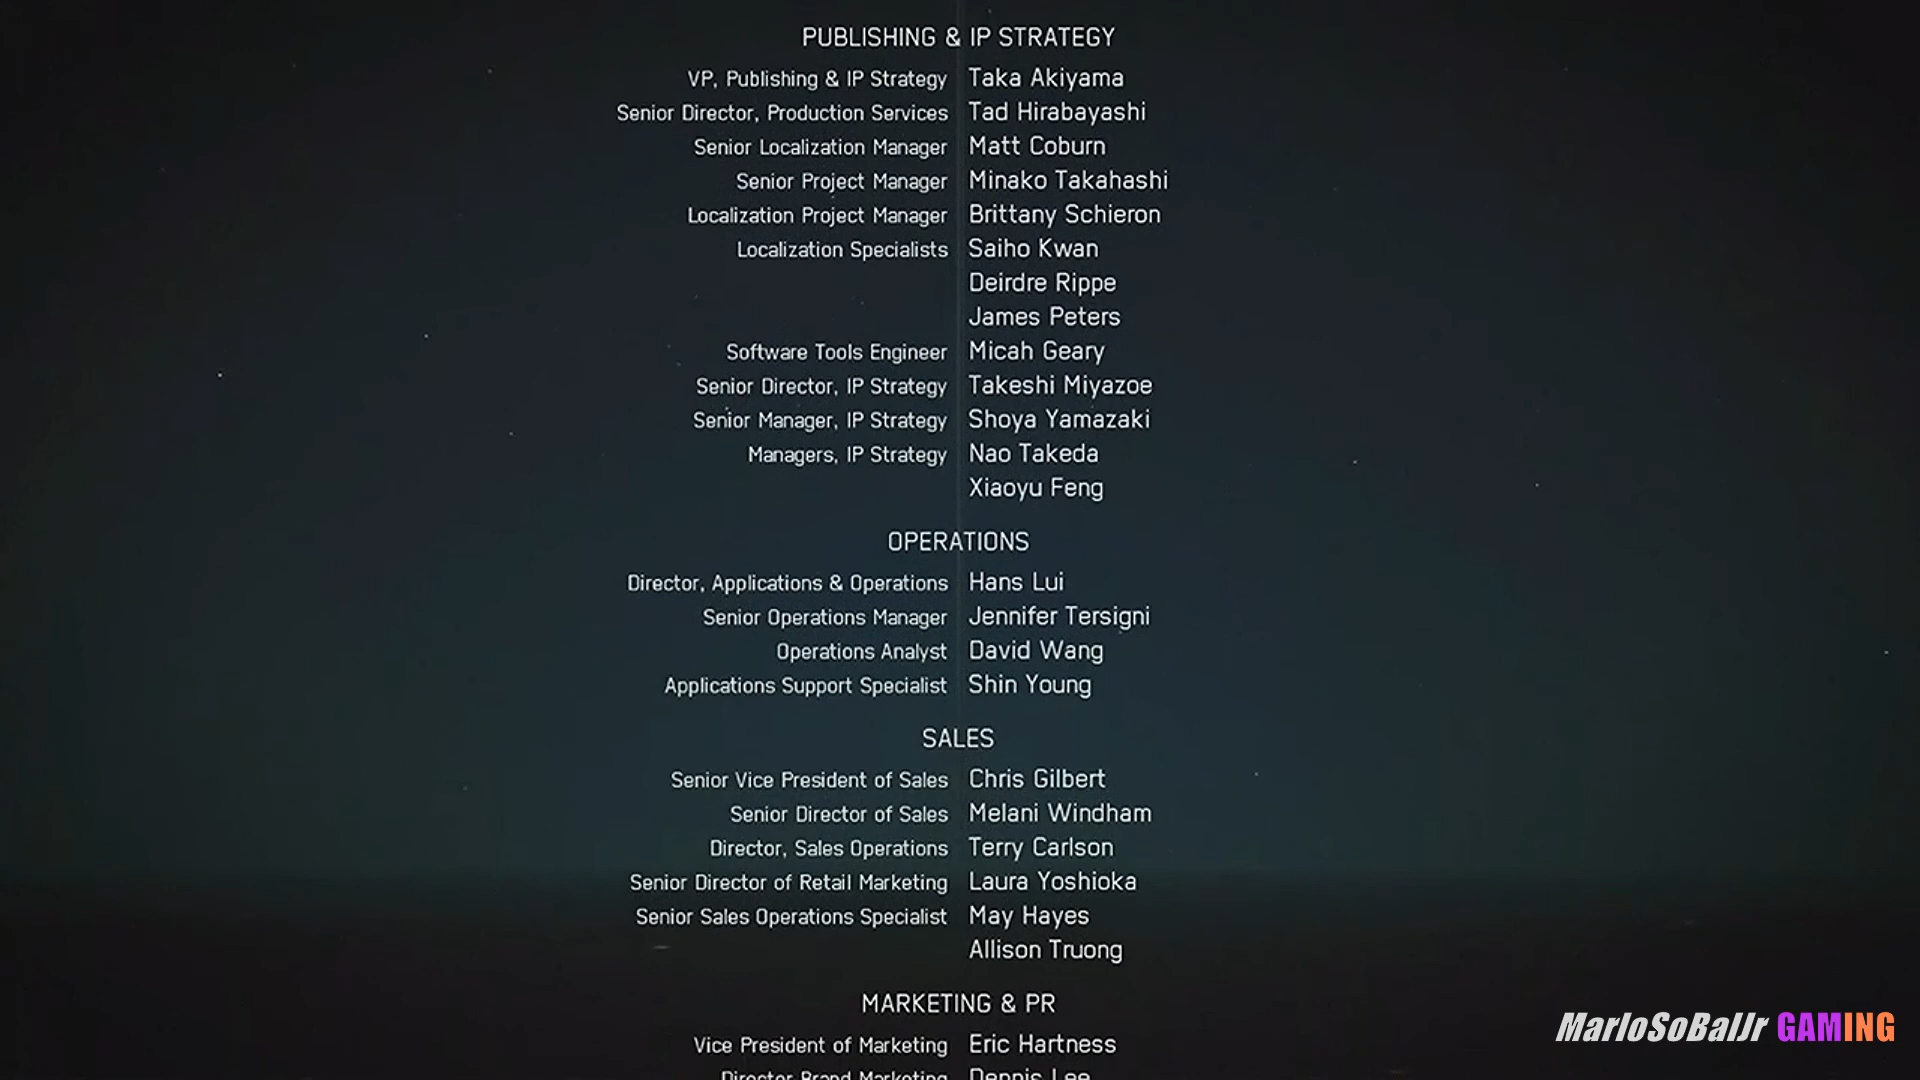 PUBLISHING & IP STRATEGY
VP, Publishing & IP Strategy Taka Akiyama
Senior Director, Production Services Tad Hirabayashi
Senior Localization Manager Matt Coburn
Senior Project Manager Minako Takahashi
Localization Project Manager Brittany Schieron
Localization Specialists Saiho Kwan
Deirdre Rippe
James Peters
Software Tools Engineer Micah Geary
Senior Director, IP Strategy Takeshi Miyazoe
Senior Manager, IP Strategy Shoya Yamazaki
Managers, IP Strategy Nao Takeda
Xiaoyu Feng
OPERATIONS
Director, Applications & Operations Hans Lui
Senior Operations Manager Jennifer Tersigni
Operations Analyst David Wang
Applications Support Specialist Shin Young
SALES
Senior Vice President of Sales Chris Gilbert
Senior Director of Sales Melani Windham
Director, Sales Operations Terry Carlson
Senior Director of Retail Marketing Laura Yoshioka
Senior Sales Operations Specialist May Hayes
Allison Truong
MARKETING & PR
Vice President of Marketing Eric Hartness
Director Brand Marketing Dennis Lee
MarloSoBalJr GAMING